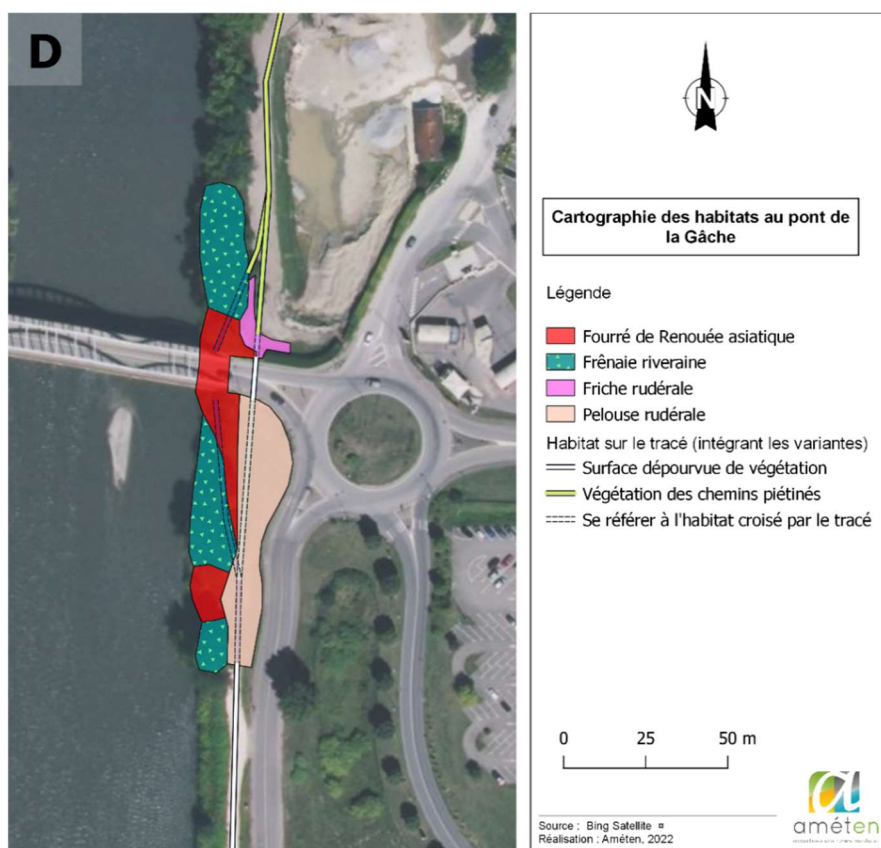 D
N
Cartographie des habitats au pont de
la Gâche
Légende
Fourré de Renouée asiatique
Frênaie riveraine
Friche rudérale
Pelouse rudérale
Habitat sur le tracé (intégrant les variantes)
Surface dépourvue de végétation
Végétation des chemins piétinés
Se référer à l'habitat croisé par le tracé
0 25 50 m
Source : Bing Satellite ¤
Réalisation : Améten, 2022
améten